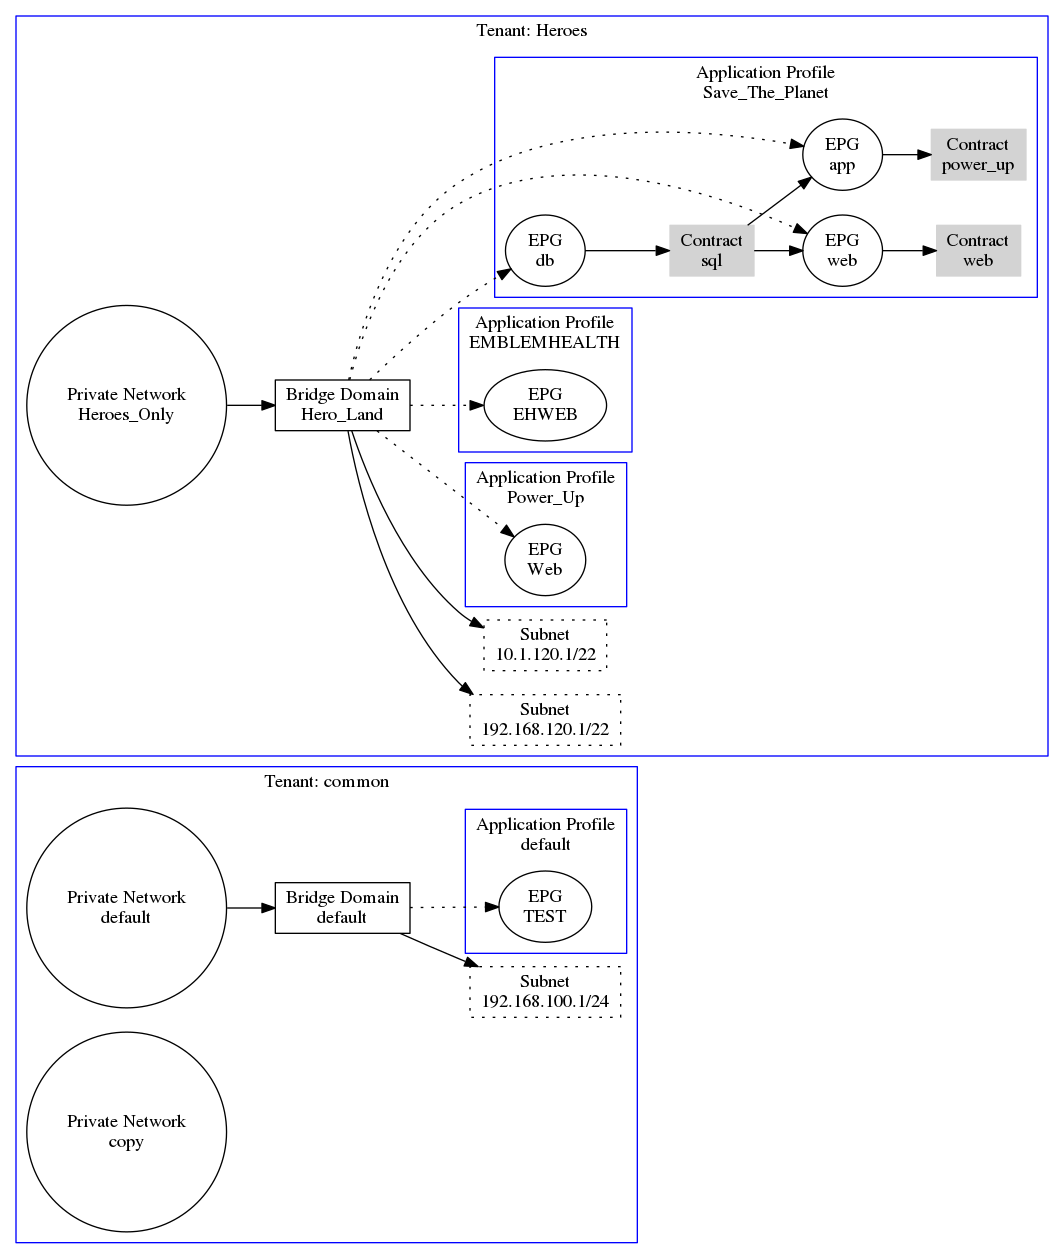 Tenant: Heroes
Application Profile
Save_The_Planet
EPG
app
Contract
power_up
EPG
db
Contract
sql
EPG
web
Contract
web
Application Profile
EMBLEMHEALTH
EPG
EHWEB
Private Network
Heroes_Only
Bridge Domain
Hero_Land
Application Profile
Power_Up
EPG
Web
Subnet
10.1.120.1/22
Subnet
192.168.120.1/22
Tenant: common
Application Profile
default
Private Network
default
Bridge Domain
default
EPG
TEST
Subnet
192.168.100.1/24
Private Network
copy